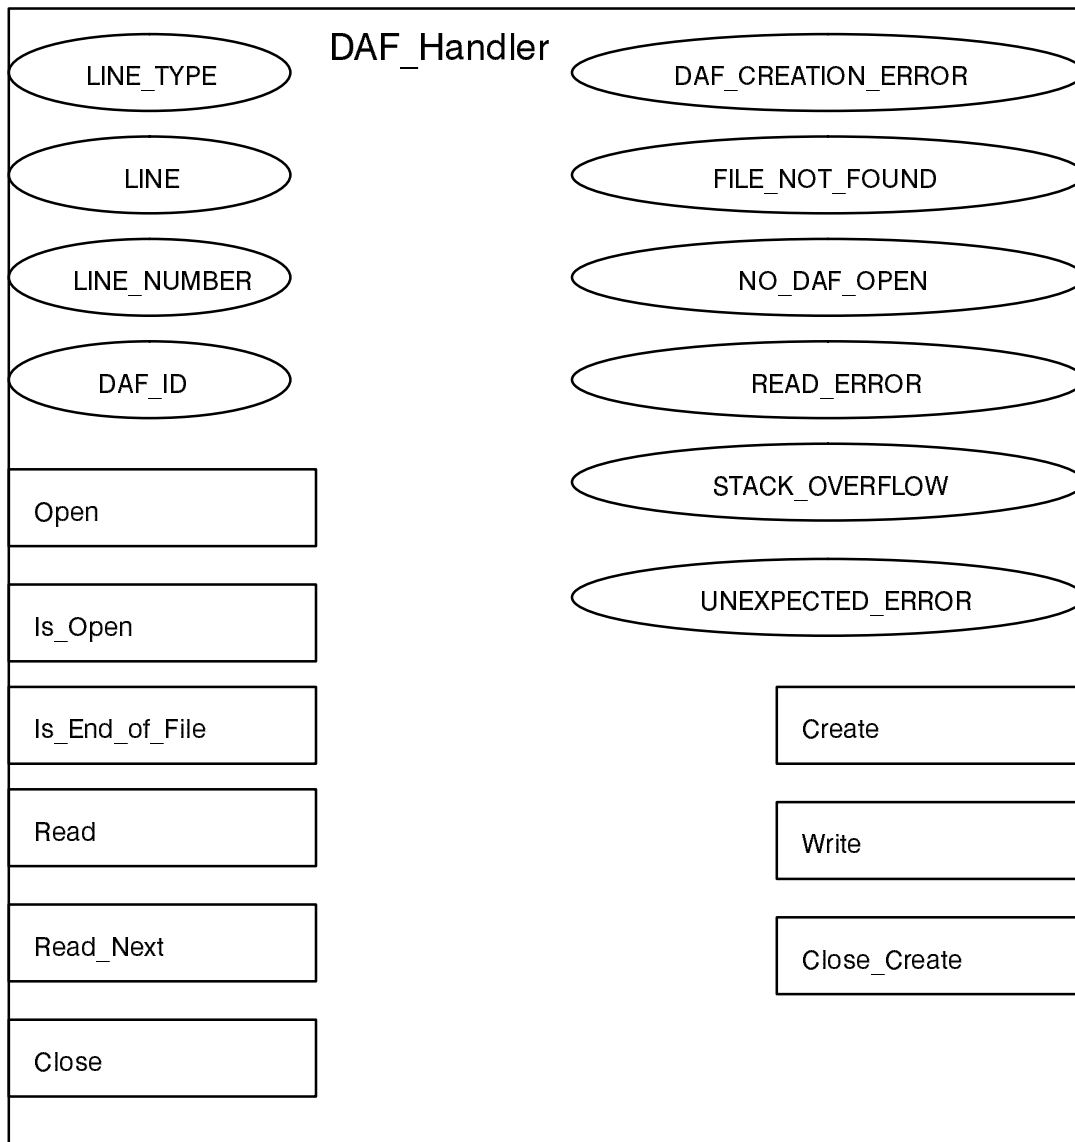 DAF_Handler
LINE_TYPE
LINE
LINE_NUMBER
DAF_ID
Open
Is_Open
Is_End_of_File
Read
Read_Next
Close
DAF_CREATION_ERROR
FILE_NOT_FOUND
NO_DAF_OPEN
READ_ERROR
STACK_OVERFLOW
UNEXPECTED_ERROR
Create
Write
Close_Create